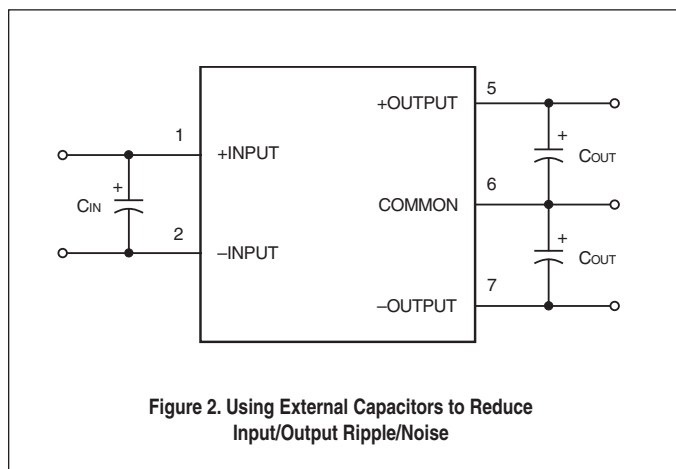 5
+OUTPUT
1
+
+INPUT
COUT
6
+
CIN
COMMON
2
+
–INPUT
COUT
7
–OUTPUT
Figure 2. Using External Capacitors to Reduce
Input/Output Ripple/Noise